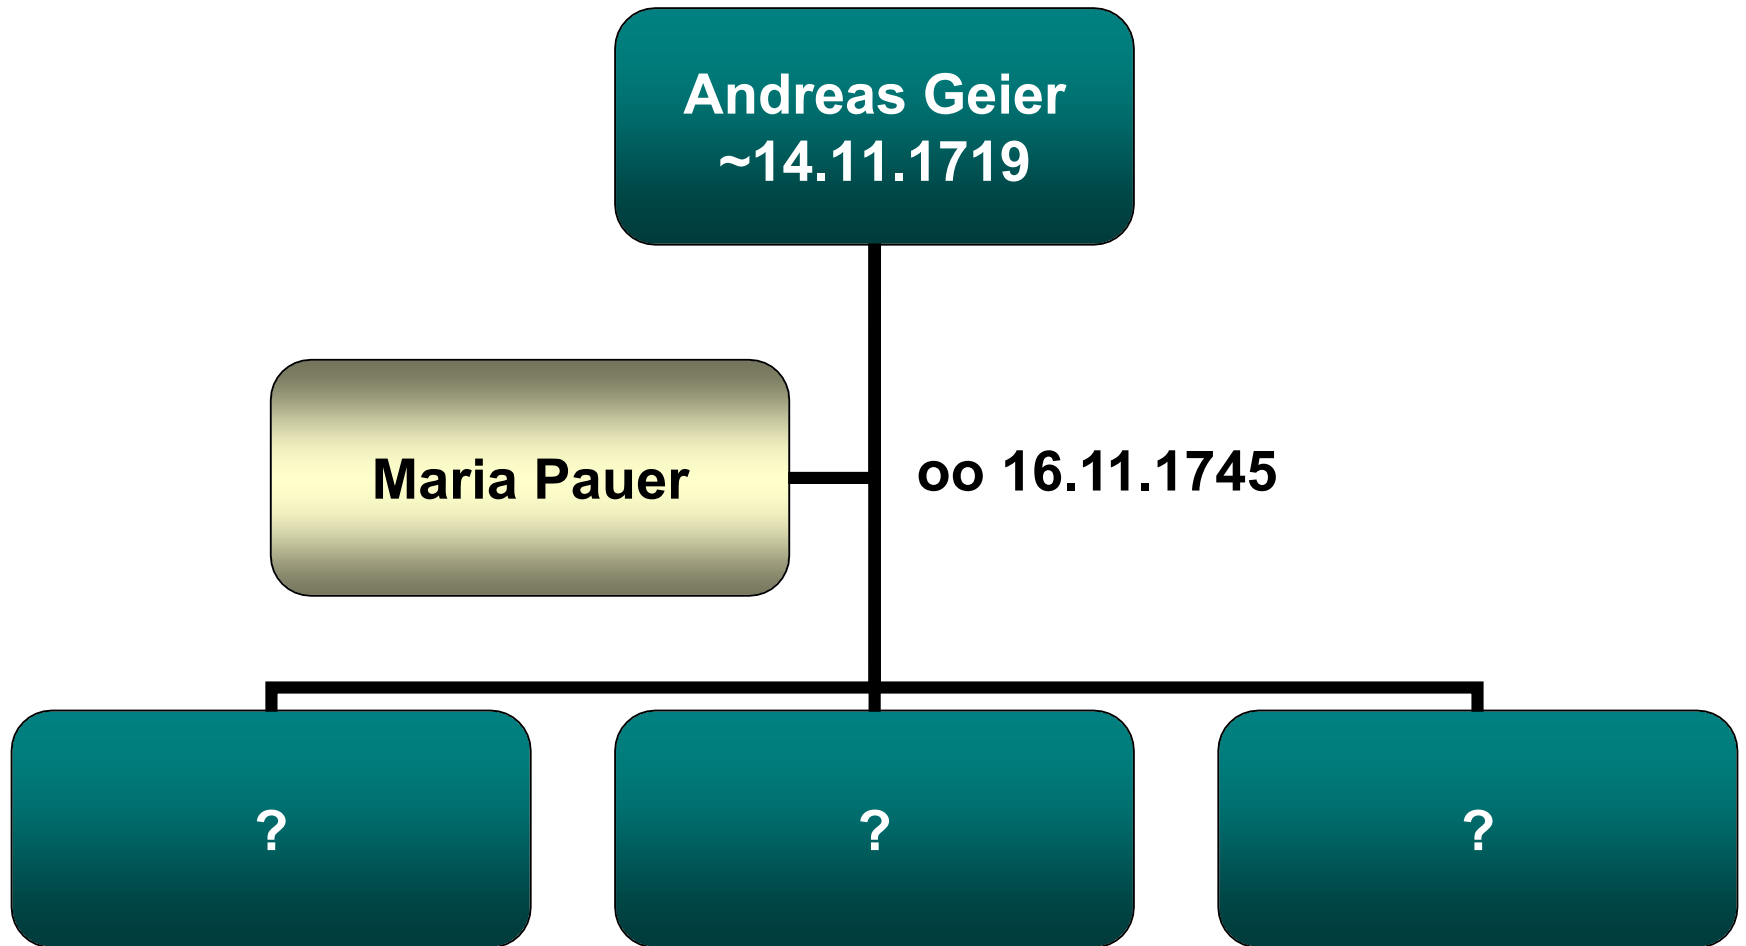 Andreas Geier
~14.11.1719
Maria Pauer
oo 16.11.1745
?
?
?